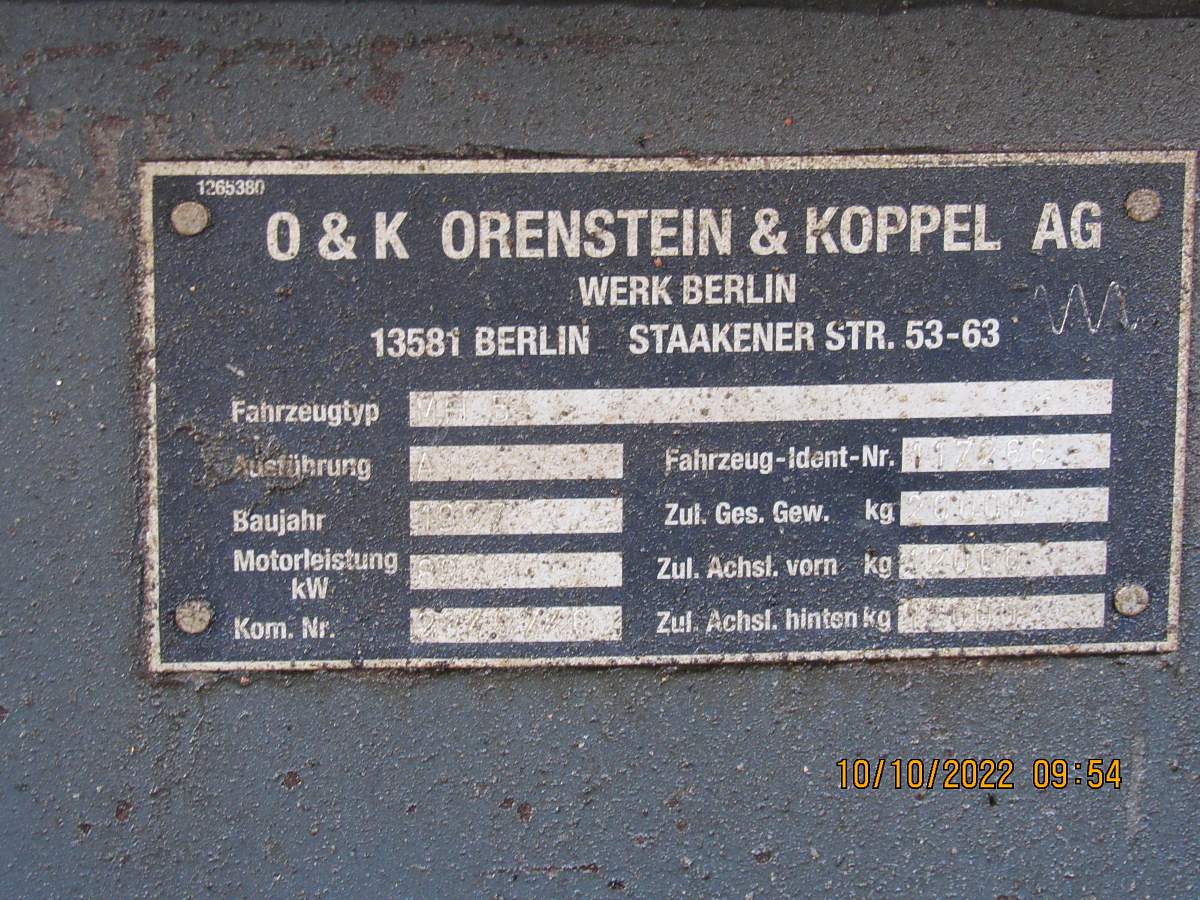 1265380
O & K ORENSTEIN & KOPPEL AG
WERK BERLIN
13581 BERLIN STAAKENER STR. 53-63
Fahrzeugtyp
Ausführung A
Fahrzeug-Ident-Nr.
Baujahr 1997
Zul. Ges. Gew. kg
Motorleistung
kW
Zul. Achsl. vorn kg 12000
Kom. Nr.
Zul. Achsl. hinten kg
10/10/2022 09:54